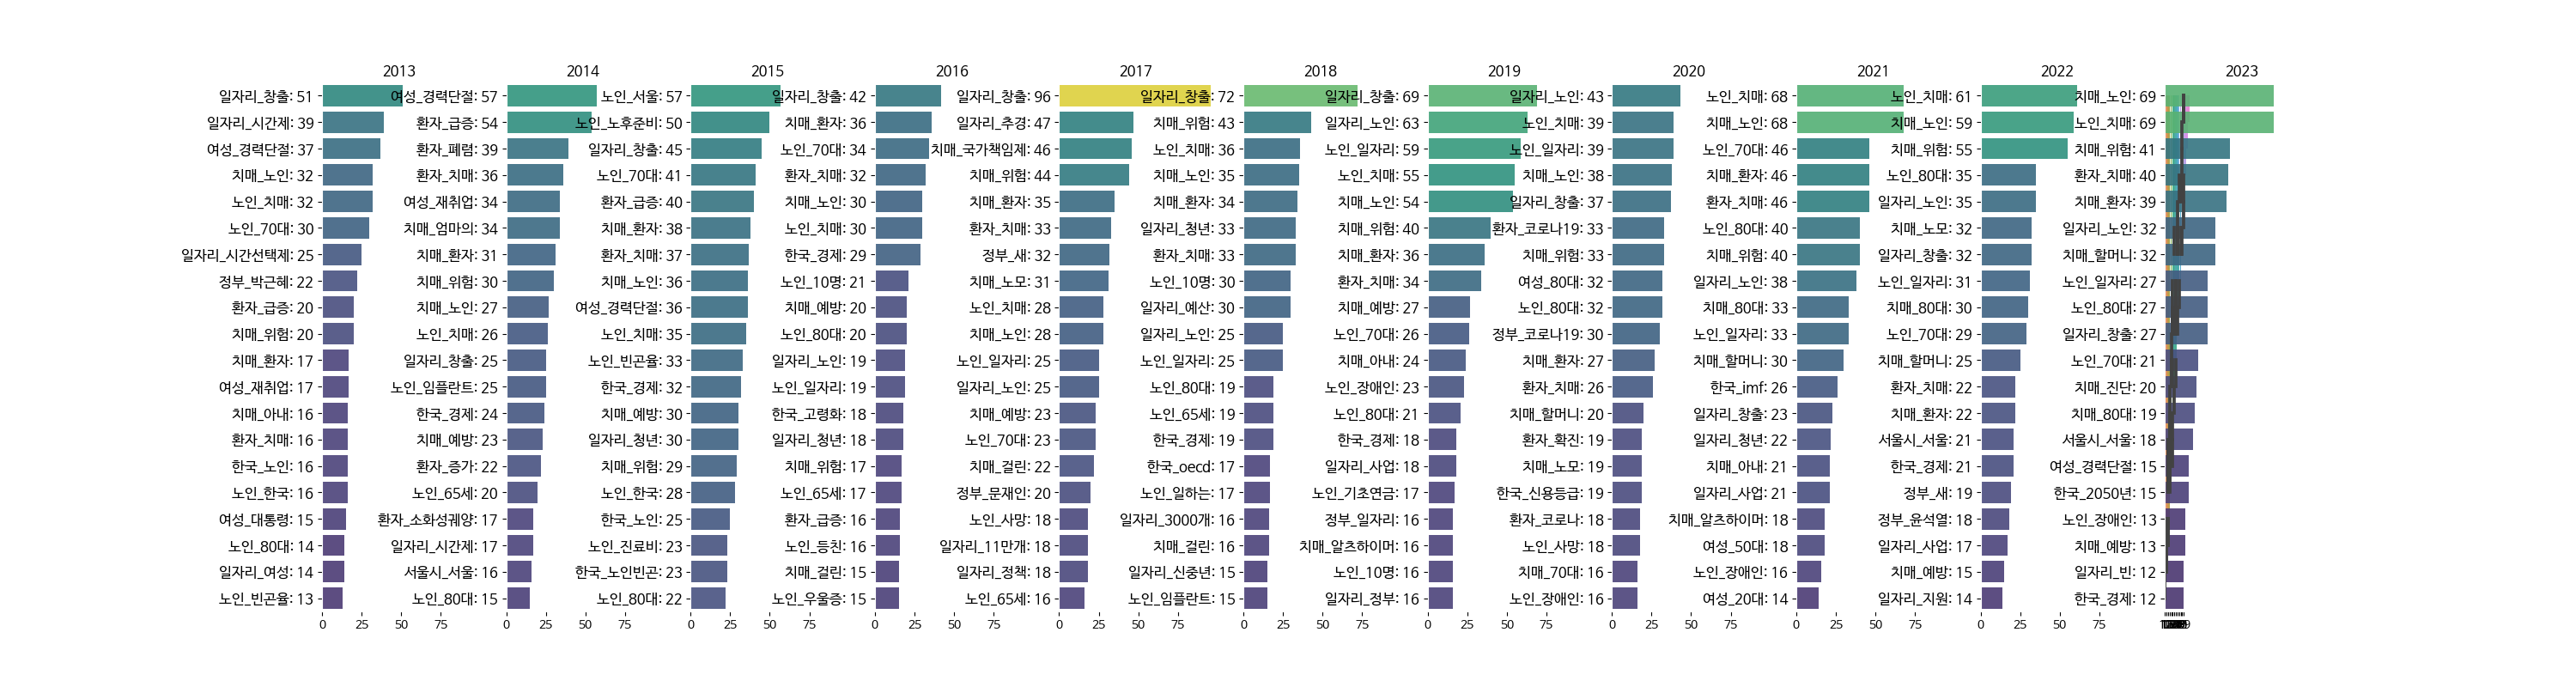 2013
일자리_창출: 51
일자리_시간제: 39
여성_경력단절: 37
치매_노인: 32
노인_치매: 32
노인_70대: 30
일자리_시간선택제: 25
정부_박근혜: 22
환자_급증: 20
치매_위험: 20
치매_환자: 17
여성_재취업: 17
치매_아내: 16
환자_치매: 16
한국_노인: 16
노인_한국: 16
여성_대통령: 15
노인_80대: 14
일자리_여성: 14
노인_빈곤율: 13
0 25 50 75
2014
여성_경력단절: 57
환자_급증: 54
환자_폐렴: 39
환자_치매: 36
여성_재취업: 34
치매_엄마의: 34
치매_환자: 31
치매_위험: 30
치매_노인: 27
노인_치매: 26
일자리_창출: 25
노인_임플란트: 25
한국_경제: 24
치매_예방: 23
환자_증가: 22
노인_65세: 20
환자_소화성궤양: 17
일자리_시간제: 17
서울시_서울: 16
노인_80대: 15
0 25 50 75
2015
노인_서울: 57
노인_노후준비: 50
일자리_창출: 45
노인_70대: 41
환자_급증: 40
치매_환자: 38
환자_치매: 37
치매_노인: 36
여성_경력단절: 36
노인_치매: 35
노인_빈곤율: 33
한국_경제: 32
치매_예방: 30
일자리_청년: 30
치매_위험: 29
노인_한국: 28
한국_노인: 25
노인_진료비: 23
한국_노인빈곤: 23
노인_80대: 22
0 25 50 75
2016
일자리_창출: 42
치매_환자: 36
노인_70대: 34
환자_치매: 32
치매_노인: 30
노인_치매: 30
한국_경제: 29
노인_10명: 21
치매_예방: 20
노인_80대: 20
일자리_노인: 19
노인_일자리: 19
한국_고령화: 18
일자리_청년: 18
치매_위험: 17
노인_65세: 17
환자_급증: 16
노인_등친: 16
치매_걸린: 15
노인_우울증: 15
0 25 50 75
2017
일자리_창출: 96
일자리_추경: 47
치매_국가책임제: 46
치매_위험: 44
치매_환자: 35
환자_치매: 33
정부_새: 32
치매_노모: 31
노인_치매: 28
치매_노인: 28
노인_일자리: 25
일자리_노인: 25
치매_예방: 23
노인_70대: 23
치매_걸린: 22
정부_문재인: 20
노인_사망: 18
일자리_11만개: 18
일자리_정책: 18
노인_65세: 16
0 25 50 75
2018
일자리_창출: 72
치매_위험: 43
노인_치매: 36
치매_노인: 35
치매_환자: 34
일자리_청년: 33
환자_치매: 33
노인_10명: 30
일자리_예산: 30
일자리_노인: 25
노인_일자리: 25
노인_80대: 19
노인_65세: 19
한국_경제: 19
한국_oecd: 17
노인_일하는: 17
일자리_3000개: 16
치매_걸린: 16
일자리_신중년: 15
노인_임플란트: 15
0 25 50 75
2019
일자리_창출: 69
일자리_노인: 63
노인_일자리: 59
노인_치매: 55
치매_노인: 54
치매_위험: 40
치매_환자: 36
환자_치매: 34
치매_예방: 27
노인_70대: 26
치매_아내: 24
노인_장애인: 23
노인_80대: 21
한국_경제: 18
일자리_사업: 18
노인_기초연금: 17
정부_일자리: 16
치매_알츠하이머: 16
노인_10명: 16
일자리_정부: 16
0 25 50 75
2020
일자리_노인: 43
노인_치매: 39
노인_일자리: 39
치매_노인: 38
일자리_창출: 37
환자_코로나19: 33
치매_위험: 33
여성_80대: 32
노인_80대: 32
정부_코로나19: 30
치매_환자: 27
환자_치매: 26
치매_할머니: 20
환자_확진: 19
치매_노모: 19
한국_신용등급: 19
환자_코로나: 18
노인_사망: 18
치매_70대: 16
노인_장애인: 16
0 25 50 75
2021
노인_치매: 68
치매_노인: 68
노인_70대: 46
치매_환자: 46
환자_치매: 46
노인_80대: 40
치매_위험: 40
일자리_노인: 38
치매_80대: 33
노인_일자리: 33
치매_할머니: 30
한국_imf: 26
일자리_창출: 23
일자리_청년: 22
치매_아내: 21
일자리_사업: 21
치매_알츠하이머: 18
여성_50대: 18
노인_장애인: 16
여성_20대: 14
0 25 50 75
2022
노인_치매: 61
치매_노인: 59
치매_위험: 55
노인_80대: 35
일자리_노인: 35
치매_노모: 32
일자리_창출: 32
노인_일자리: 31
치매_80대: 30
노인_70대: 29
치매_할머니: 25
환자_치매: 22
치매_환자: 22
서울시_서울: 21
한국_경제: 21
정부_새: 19
정부_윤석열: 18
일자리_사업: 17
치매_예방: 15
일자리_지원: 14
0 25 50 75
2023
치매_노인: 69
노인_치매: 69
치매_위험: 41
환자_치매: 40
치매_환자: 39
일자리_노인: 32
치매_할머니: 32
노인_일자리: 27
노인_80대: 27
일자리_창출: 27
노인_70대: 21
치매_진단: 20
치매_80대: 19
서울시_서울: 18
여성_경력단절: 15
한국_2050년: 15
노인_장애인: 13
치매_예방: 13
일자리_빈: 12
한국_경제: 12